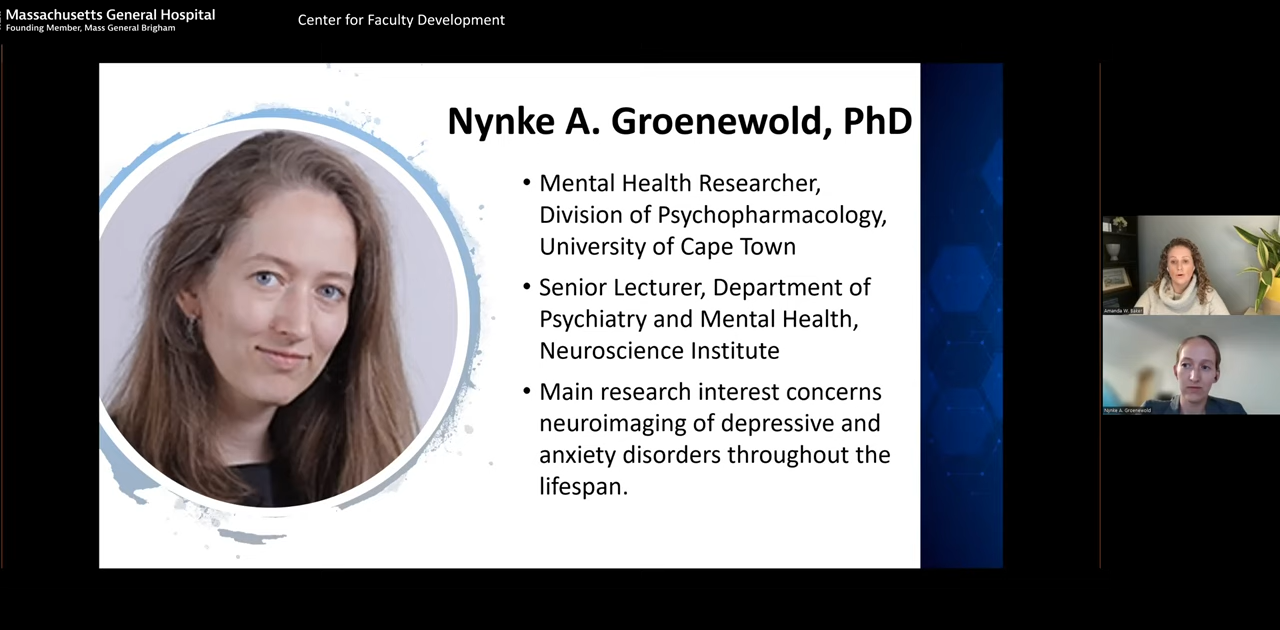 Massachusetts General Hospital
Founding Member, Mass General Brigham
Center for Faculty Development
Nynke A. Groenewold, PhD
• Mental Health Researcher,
Division of Psychopharmacology,
University of Cape Town
• Senior Lecturer, Department of
Psychiatry and Mental Health,
Neuroscience Institute
• Main research interest concerns
neuroimaging of depressive and
anxiety disorders throughout the
lifespan.
Amanda W. Baker
Nynke A. Groenewold